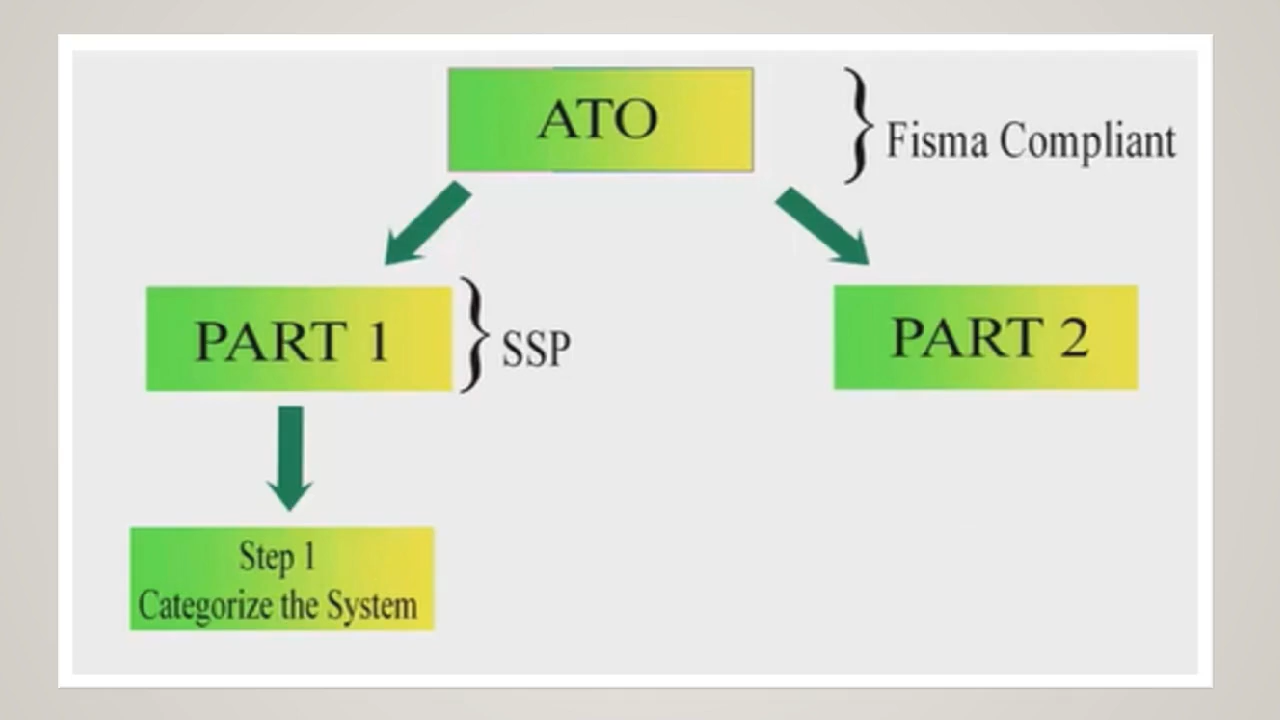 ATO
Fisma Compliant
PART 1
SSP
PART 2
Step 1
Categorize the System